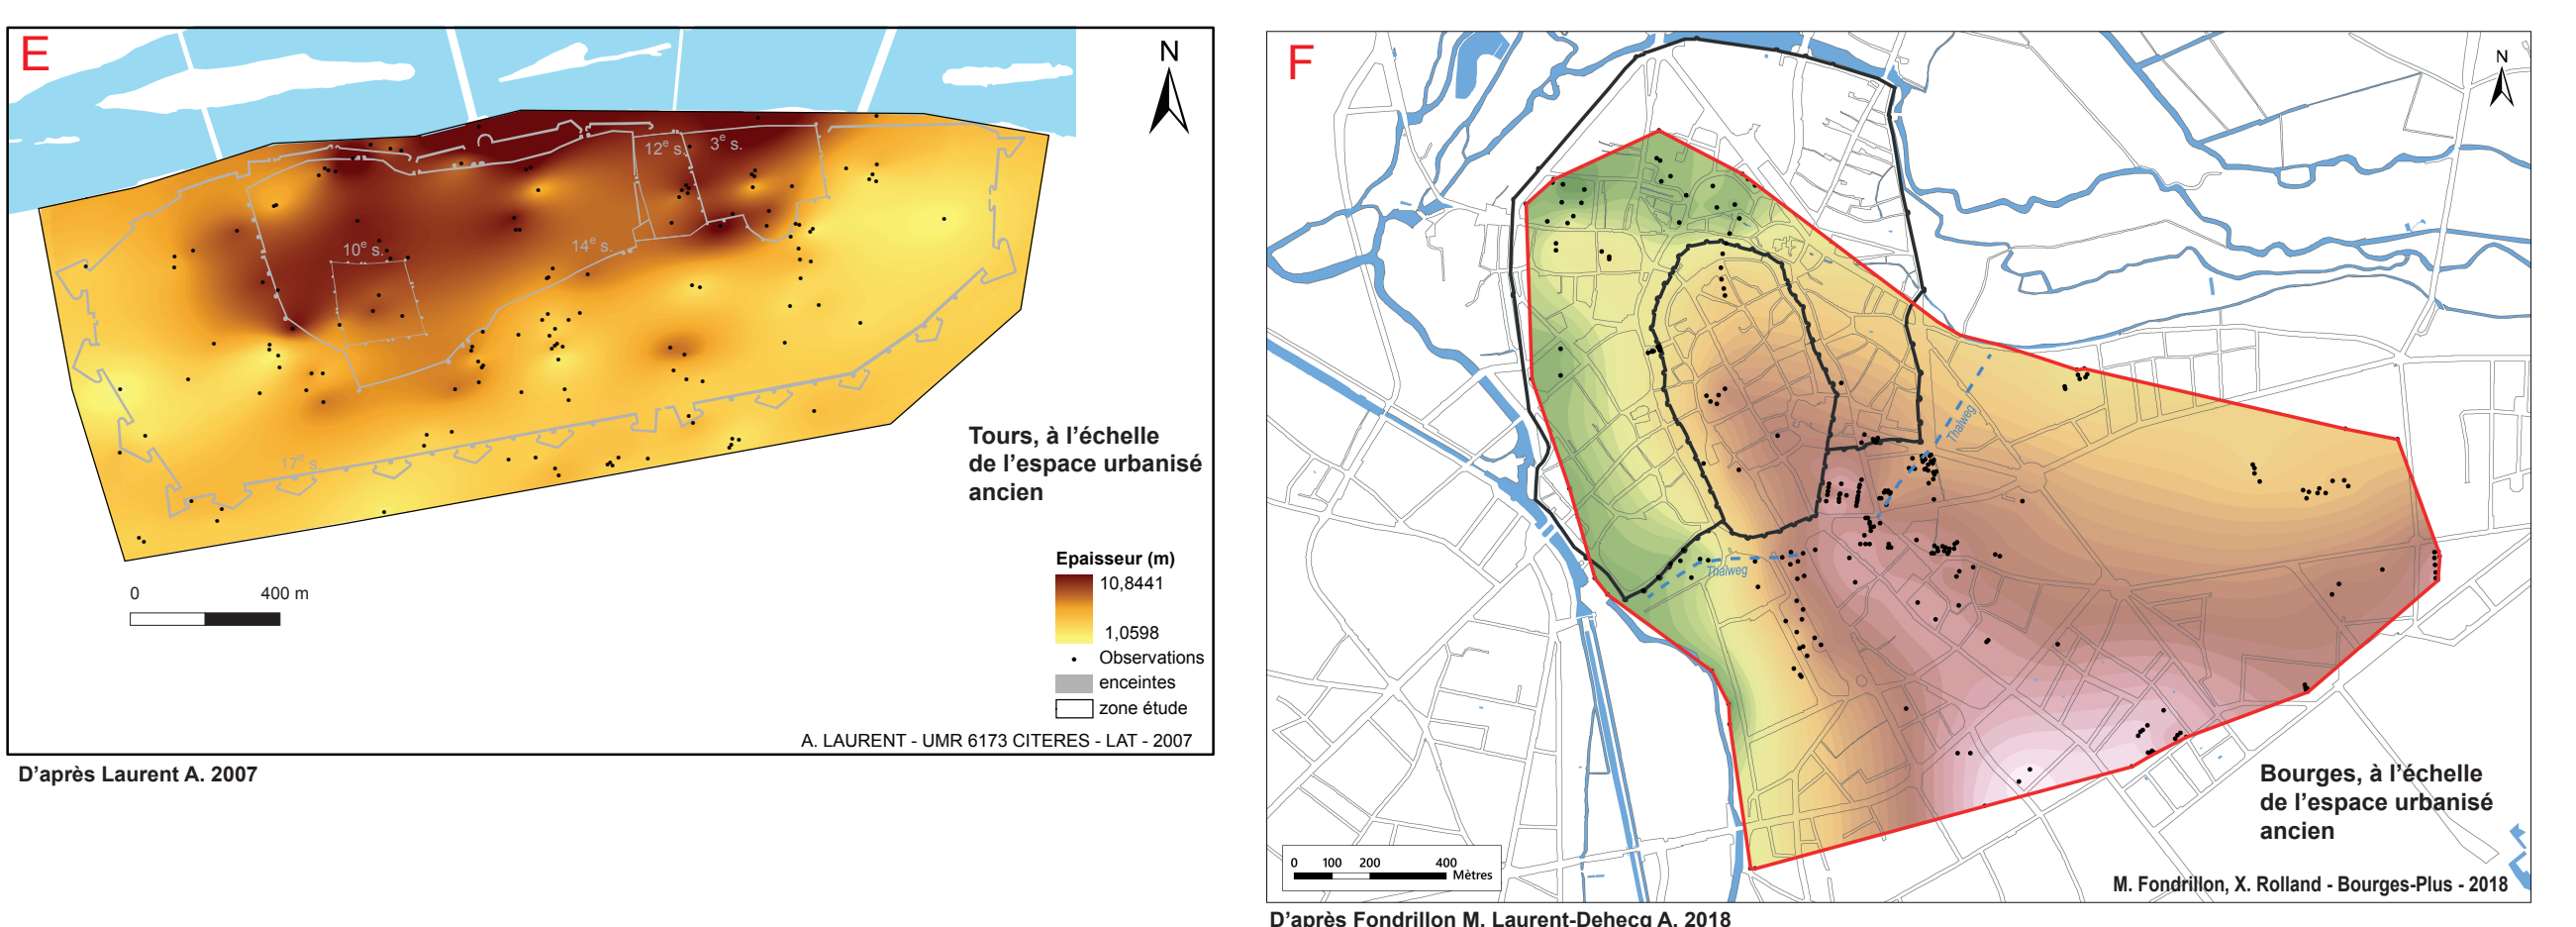 E
N
12e s.
3e s.
10e s.
14e s.
17e s.
Tours, à l'échelle
de l'espace urbanisé
ancien
Epaisseur (m)
10,8441
1,0598
Observations
enceintes
zone étude
0 400 m
A. LAURENT - UMR 6173 CITERES - LAT - 2007
D'après Laurent A. 2007
F
N
Thalweg
Thalweg
Bourges, à l'échelle
de l'espace urbanisé
ancien
0 100 200 400
Mètres
M. Fondrillon, X. Rolland - Bourges-Plus - 2018
D'après Fondrillon M. Laurent-Dehecq A. 2018